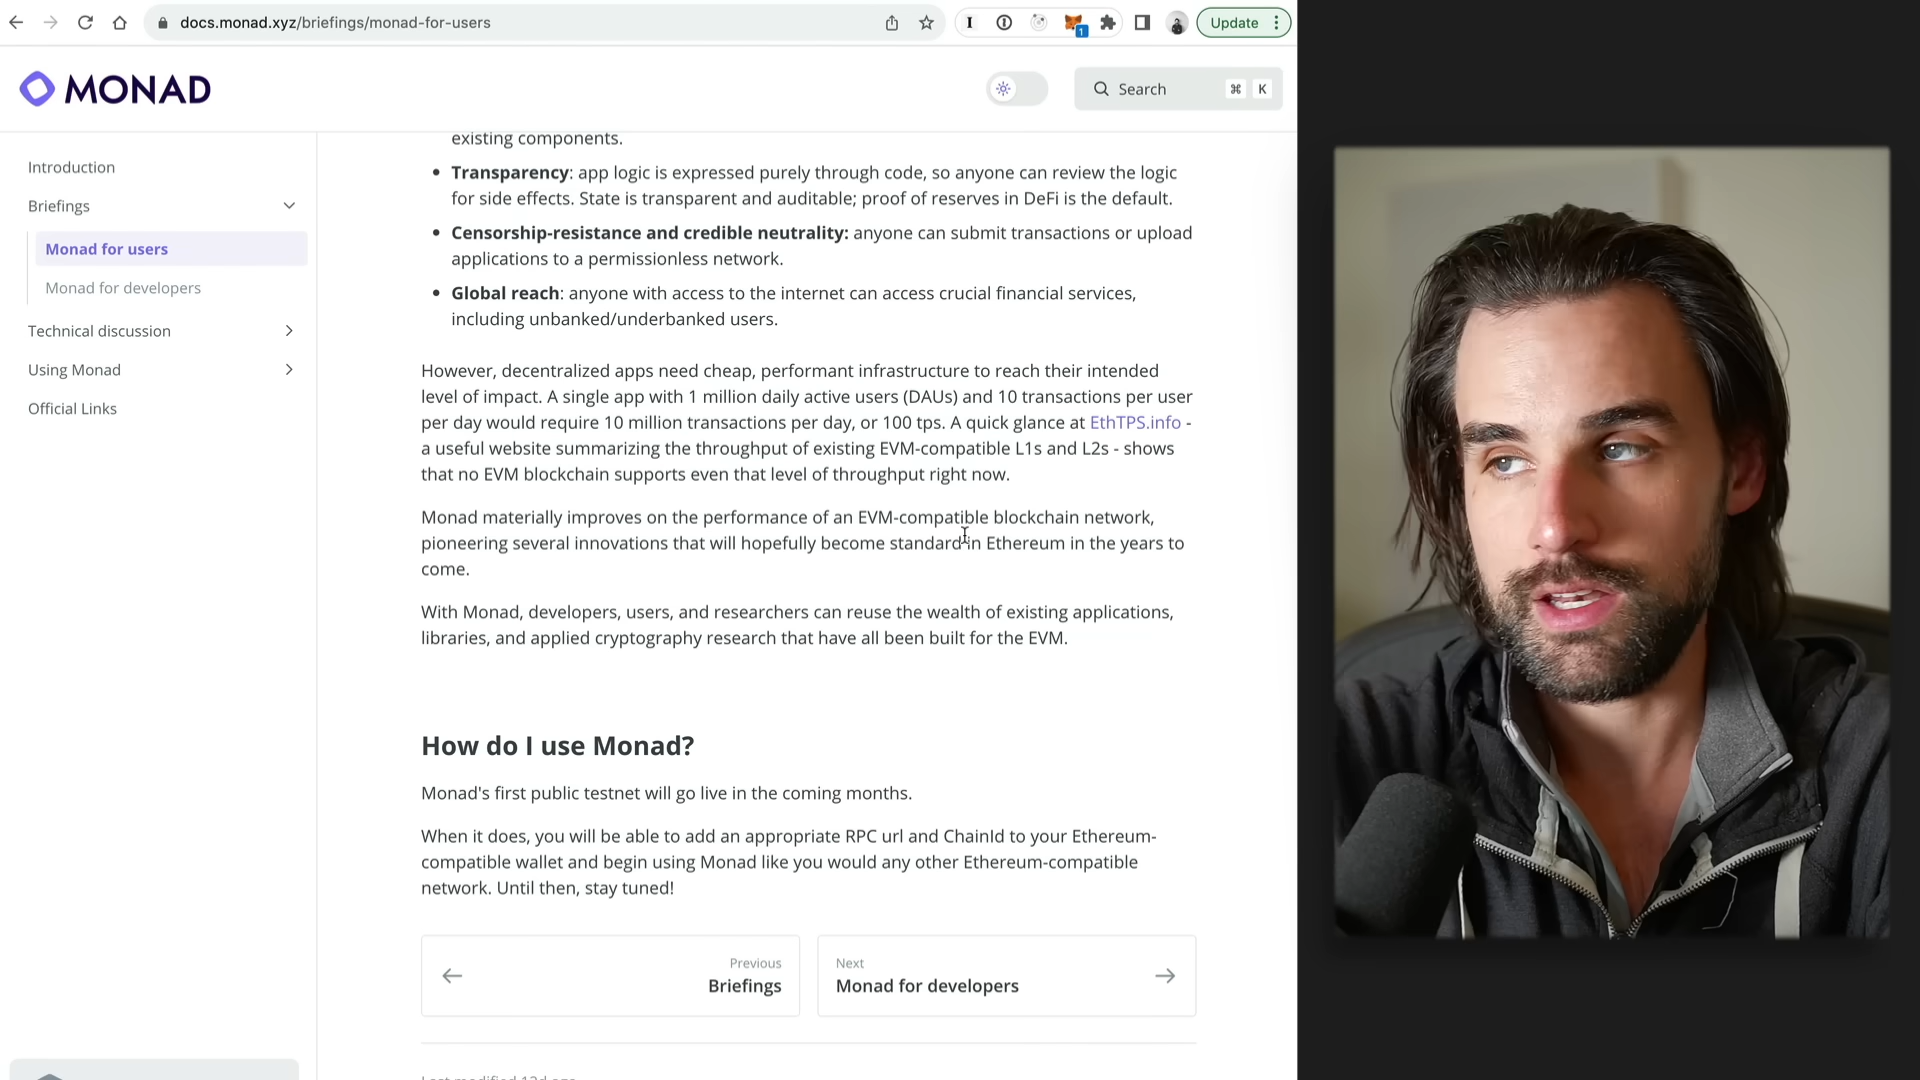 docs.monad.xyz/briefings/monad-for-users
1
Update
MONAD
Search
⌘ K
Introduction
Briefings
Monad for users
Monad for developers
Technical discussion
Using Monad
Official Links
existing components.
• Transparency: app logic is expressed purely through code, so anyone can review the logic
for side effects. State is transparent and auditable; proof of reserves in DeFi is the default.
• Censorship-resistance and credible neutrality: anyone can submit transactions or upload
applications to a permissionless network.
• Global reach: anyone with access to the internet can access crucial financial services,
including unbanked/underbanked users.
However, decentralized apps need cheap, performant infrastructure to reach their intended
level of impact. A single app with 1 million daily active users (DAUs) and 10 transactions per user
per day would require 10 million transactions per day, or 100 tps. A quick glance at EthTPS.info -
a useful website summarizing the throughput of existing EVM-compatible L1s and L2s - shows
that no EVM blockchain supports even that level of throughput right now.
Monad materially improves on the performance of an EVM-compatible blockchain network,
pioneering several innovations that will hopefully become standard in Ethereum in the years to
come.
With Monad, developers, users, and researchers can reuse the wealth of existing applications,
libraries, and applied cryptography research that have all been built for the EVM.
How do I use Monad?
Monad's first public testnet will go live in the coming months.
When it does, you will be able to add an appropriate RPC url and ChainId to your Ethereum-
compatible wallet and begin using Monad like you would any other Ethereum-compatible
network. Until then, stay tuned!
Previous
Briefings
Next
Monad for developers